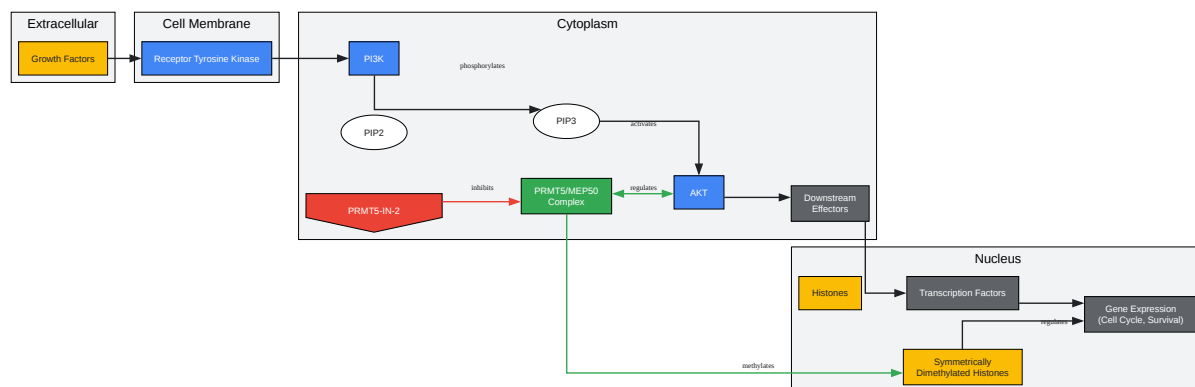 Extracellular
Growth Factors
Cell Membrane
Receptor Tyrosine Kinase
Cytoplasm
PI3K
phosphorylates
PIP2
PIP3
activates
PRMT5-IN-2
inhibits
PRMT5/MEP50
Complex
regulates
AKT
Downstream
Effectors
Nucleus
Histones
Transcription Factors
Gene Expression
(Cell Cycle, Survival)
regulates
methylates
Symmetrically
Dimethylated Histones